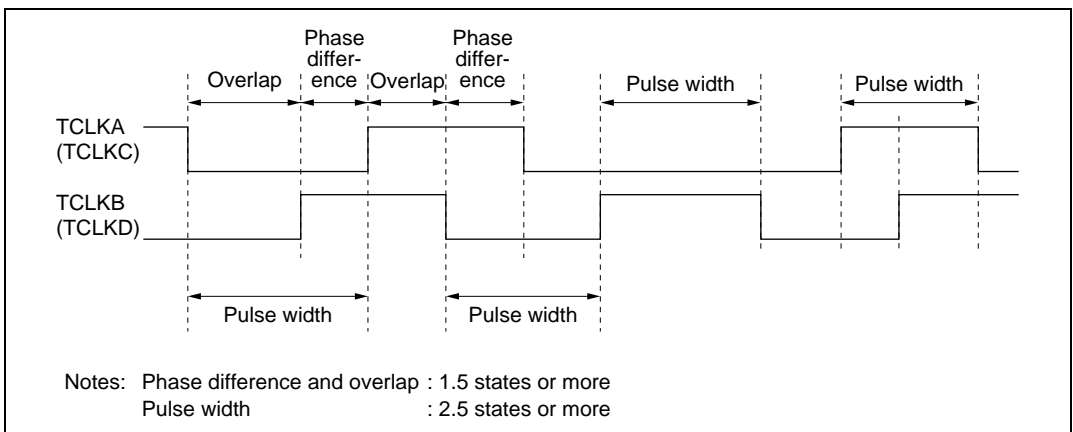 Phase
differ-
ence
Phase
differ-
ence
Overlap
Overlap
Pulse width
Pulse width
TCLKA
(TCLKC)
TCLKB
(TCLKD)
Pulse width
Pulse width
Notes: Phase difference and overlap : 1.5 states or more
Pulse width : 2.5 states or more